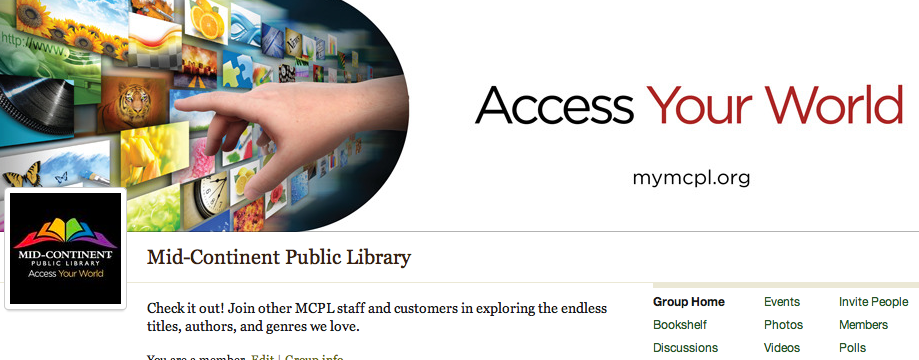 http://www.
Access Your World
mymcpl.org
MID-CONTINENT
PUBLIC LIBRARY
Access Your World
Mid-Continent Public Library
Check it out! Join other MCPL staff and customers in exploring the endless
titles, authors, and genres we love.
You are a member. Edit | Group info
Group Home Events Invite People
Bookshelf Photos Members
Discussions Videos Polls